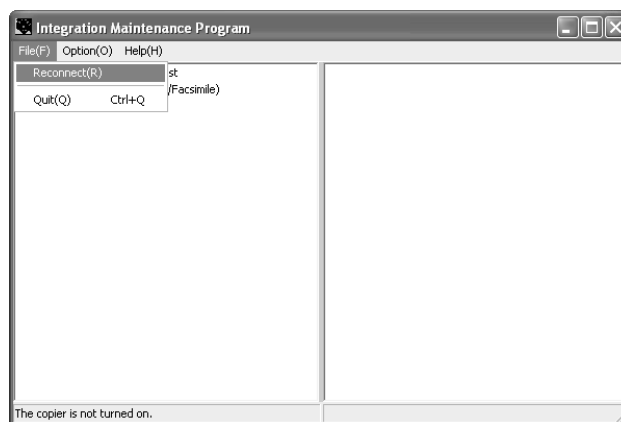 Integration Maintenance Program
File(F) Option(O) Help(H)
Reconnect(R)
st
Quit(Q) Ctrl+Q
/Facsimile)
The copier is not turned on.